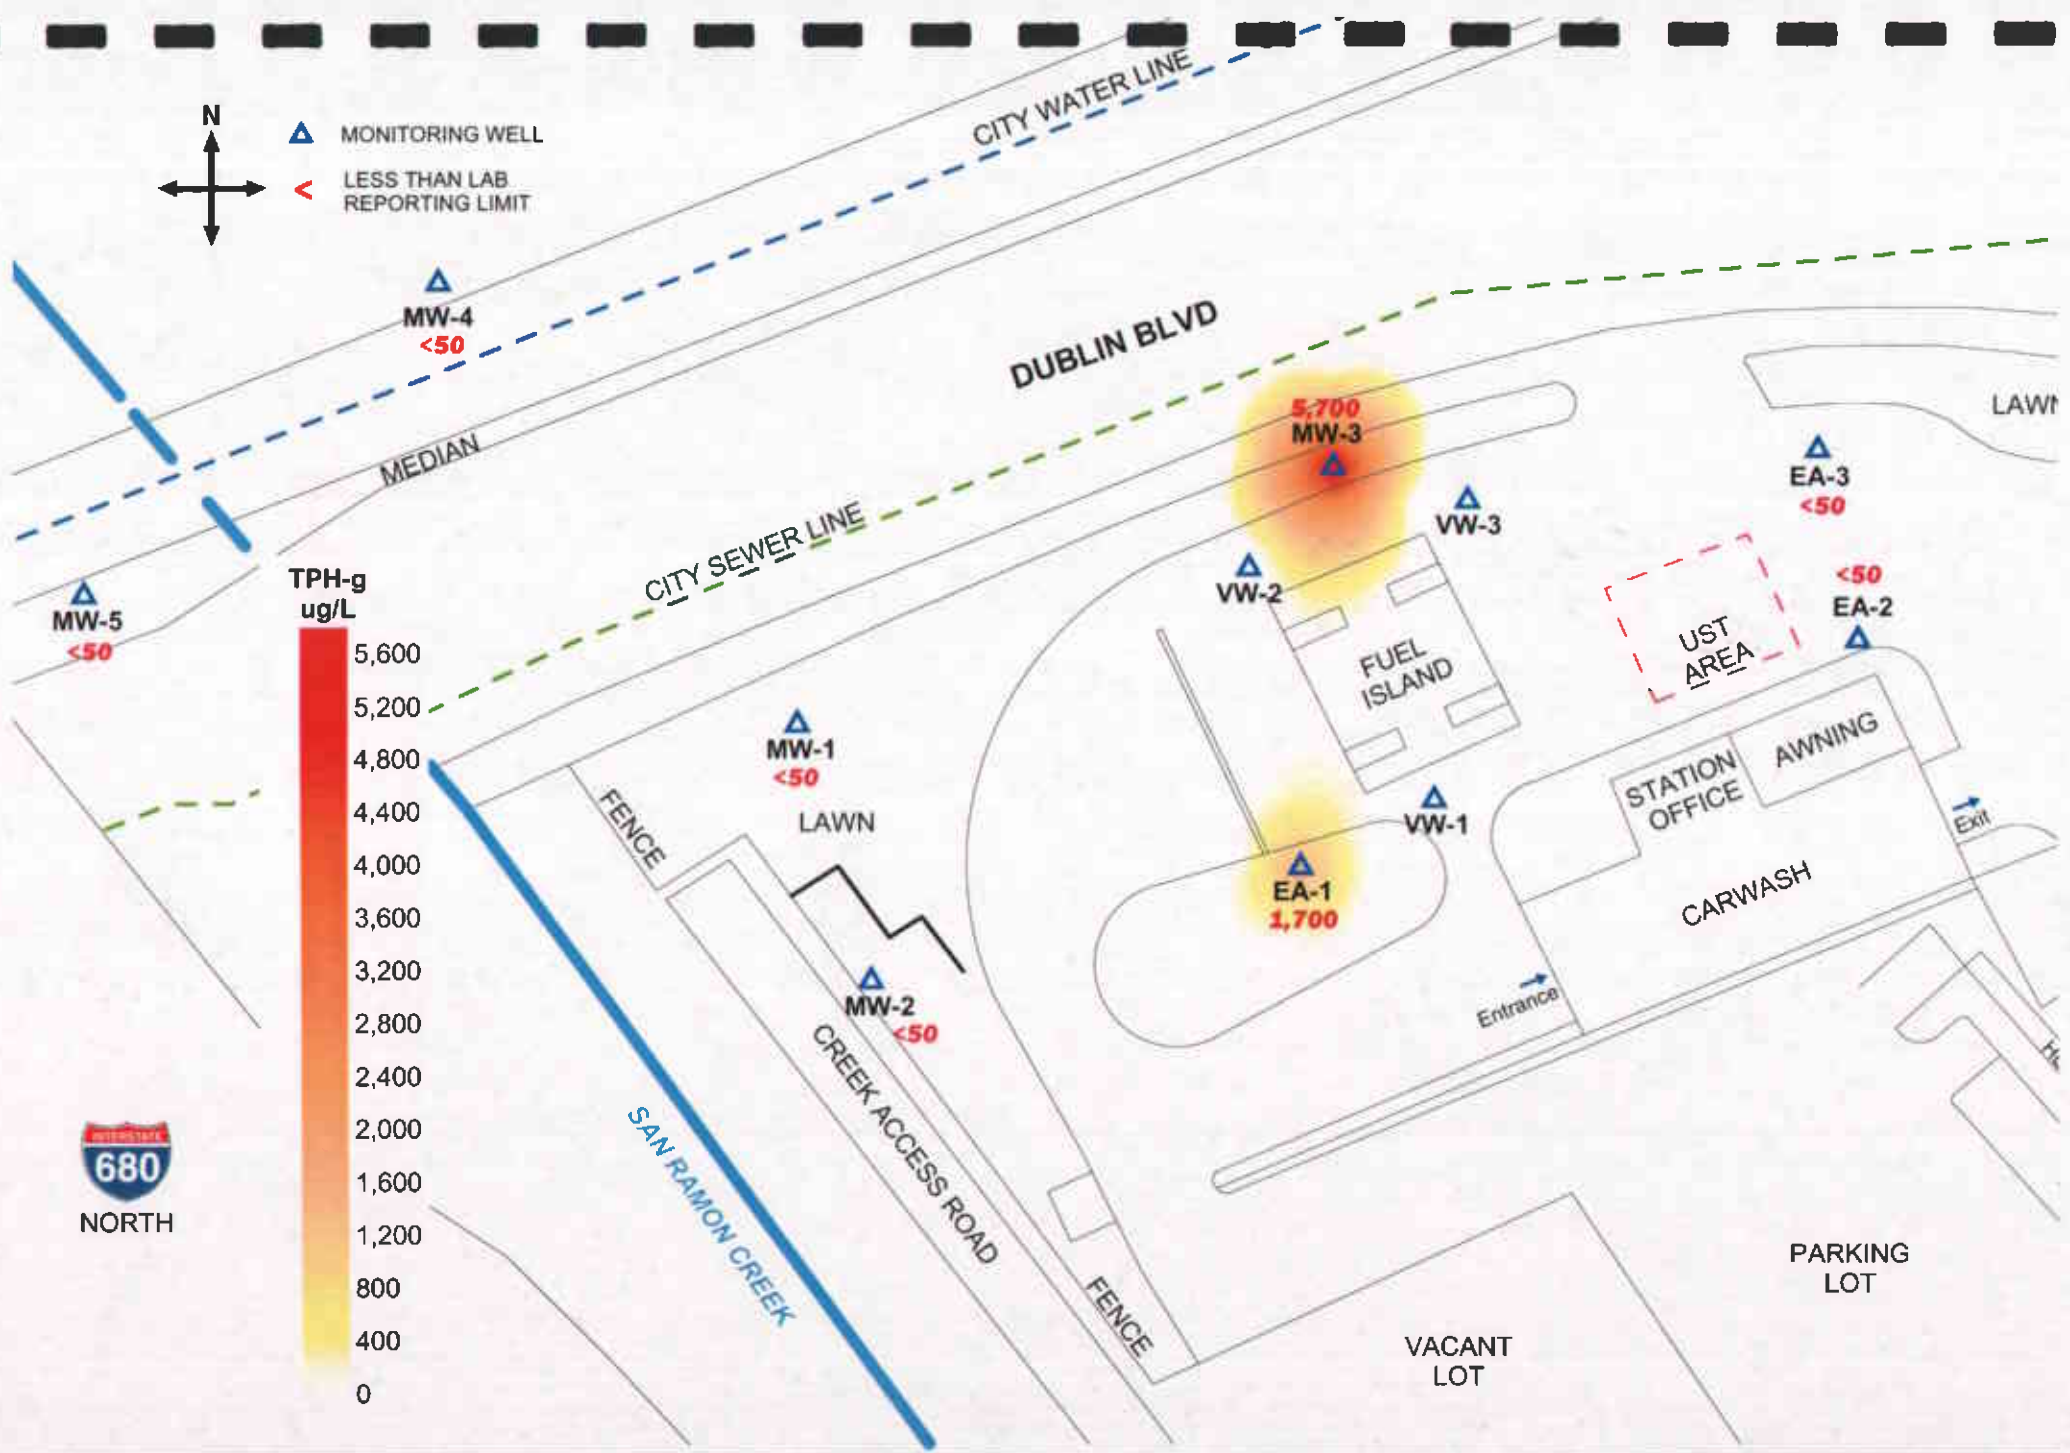 CITY WATER LINE
N
MONITORING WELL
<
LESS THAN LAB
REPORTING LIMIT
MW-4
<50
DUBLIN BLVD
5,700
MW-3
LAWN
MEDIAN
EA-3
<50
VW-3
CITY SEWER LINE
VW-2
<50
EA-2
MW-5
<50
UST
AREA
FUEL
ISLAND
TPH-g
ug/L
5,600
5,200
4,800
4,400
4,000
3,600
3,200
2,800
2,400
2,000
1,600
1,200
800
400
0
MW-1
<50
LAWN
FENCE
VW-1
STATION
OFFICE
AWNING
Exit
EA-1
1,700
CARWASH
MW-2
<50
Entrance
CREEK ACCESS ROAD
SAN RAMON CREEK
INTERSTATE
680
NORTH
FENCE
PARKING
LOT
VACANT
LOT